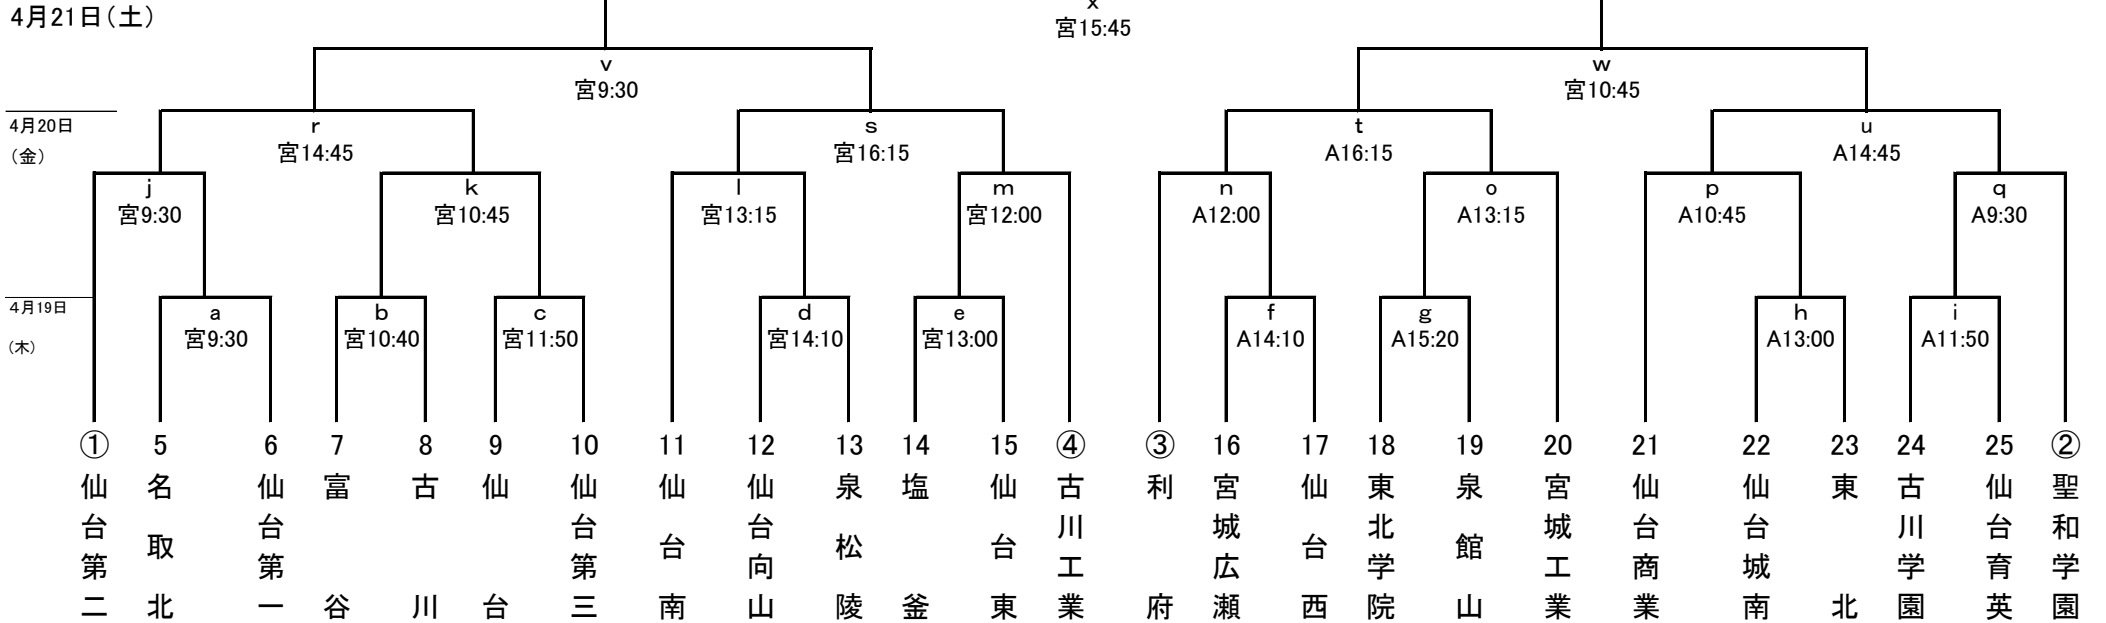 x
宮15:45
4月21日（土）
v
宮9:30
w
宮10:45
4月20日
（金）
r
宮14:45
s
宮16:15
t
A16:15
u
A14:45
j
宮9:30
k
宮10:45
l
宮13:15
m
宮12:00
n
A12:00
o
A13:15
p
A10:45
q
A9:30
4月19日
（木）
a
宮9:30
b
宮10:40
c
宮11:50
d
宮14:10
e
宮13:00
f
A14:10
g
A15:20
h
A13:00
i
A11:50
① 仙台第二
5 名取北
6 仙台第一
7 富谷
8 古川
9 仙台
10 仙台第三
11 仙台南
12 仙台向山
13 泉松陵
14 塩釜
15 仙台東
④ 古川工業
③ 利府
16 宮城広瀬
17 仙台西
18 東北学院
19 泉館山
20 宮城工業
21 仙台商業
22 仙台城南
23 東北
24 古川学園
25 仙台育英
② 聖和学園